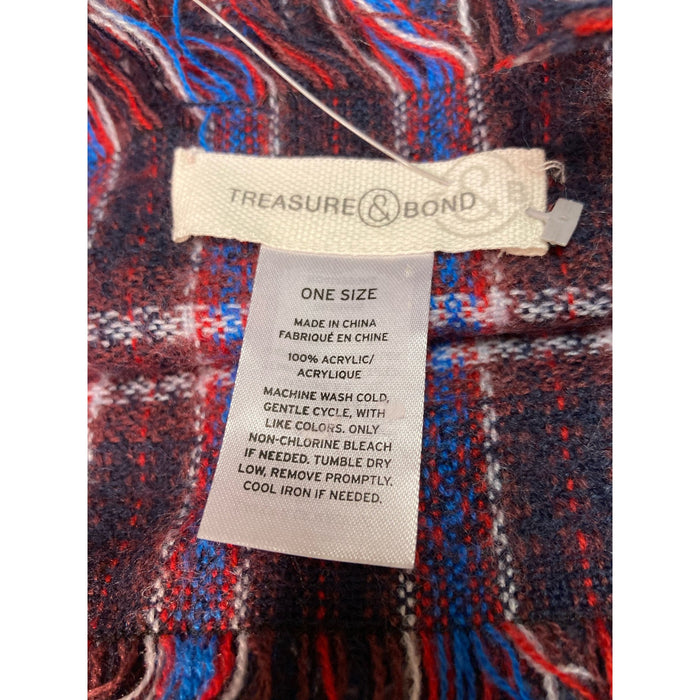 TREASURE & BOND
& B
ONE SIZE
MADE IN CHINA
FABRIQUÉ EN CHINE
100% ACRYLIC/
ACRYLIQUE
MACHINE WASH COLD,
GENTLE CYCLE, WITH
LIKE COLORS. ONLY
NON-CHLORINE BLEACH
IF NEEDED. TUMBLE DRY
LOW, REMOVE PROMPTLY.
COOL IRON IF NEEDED.